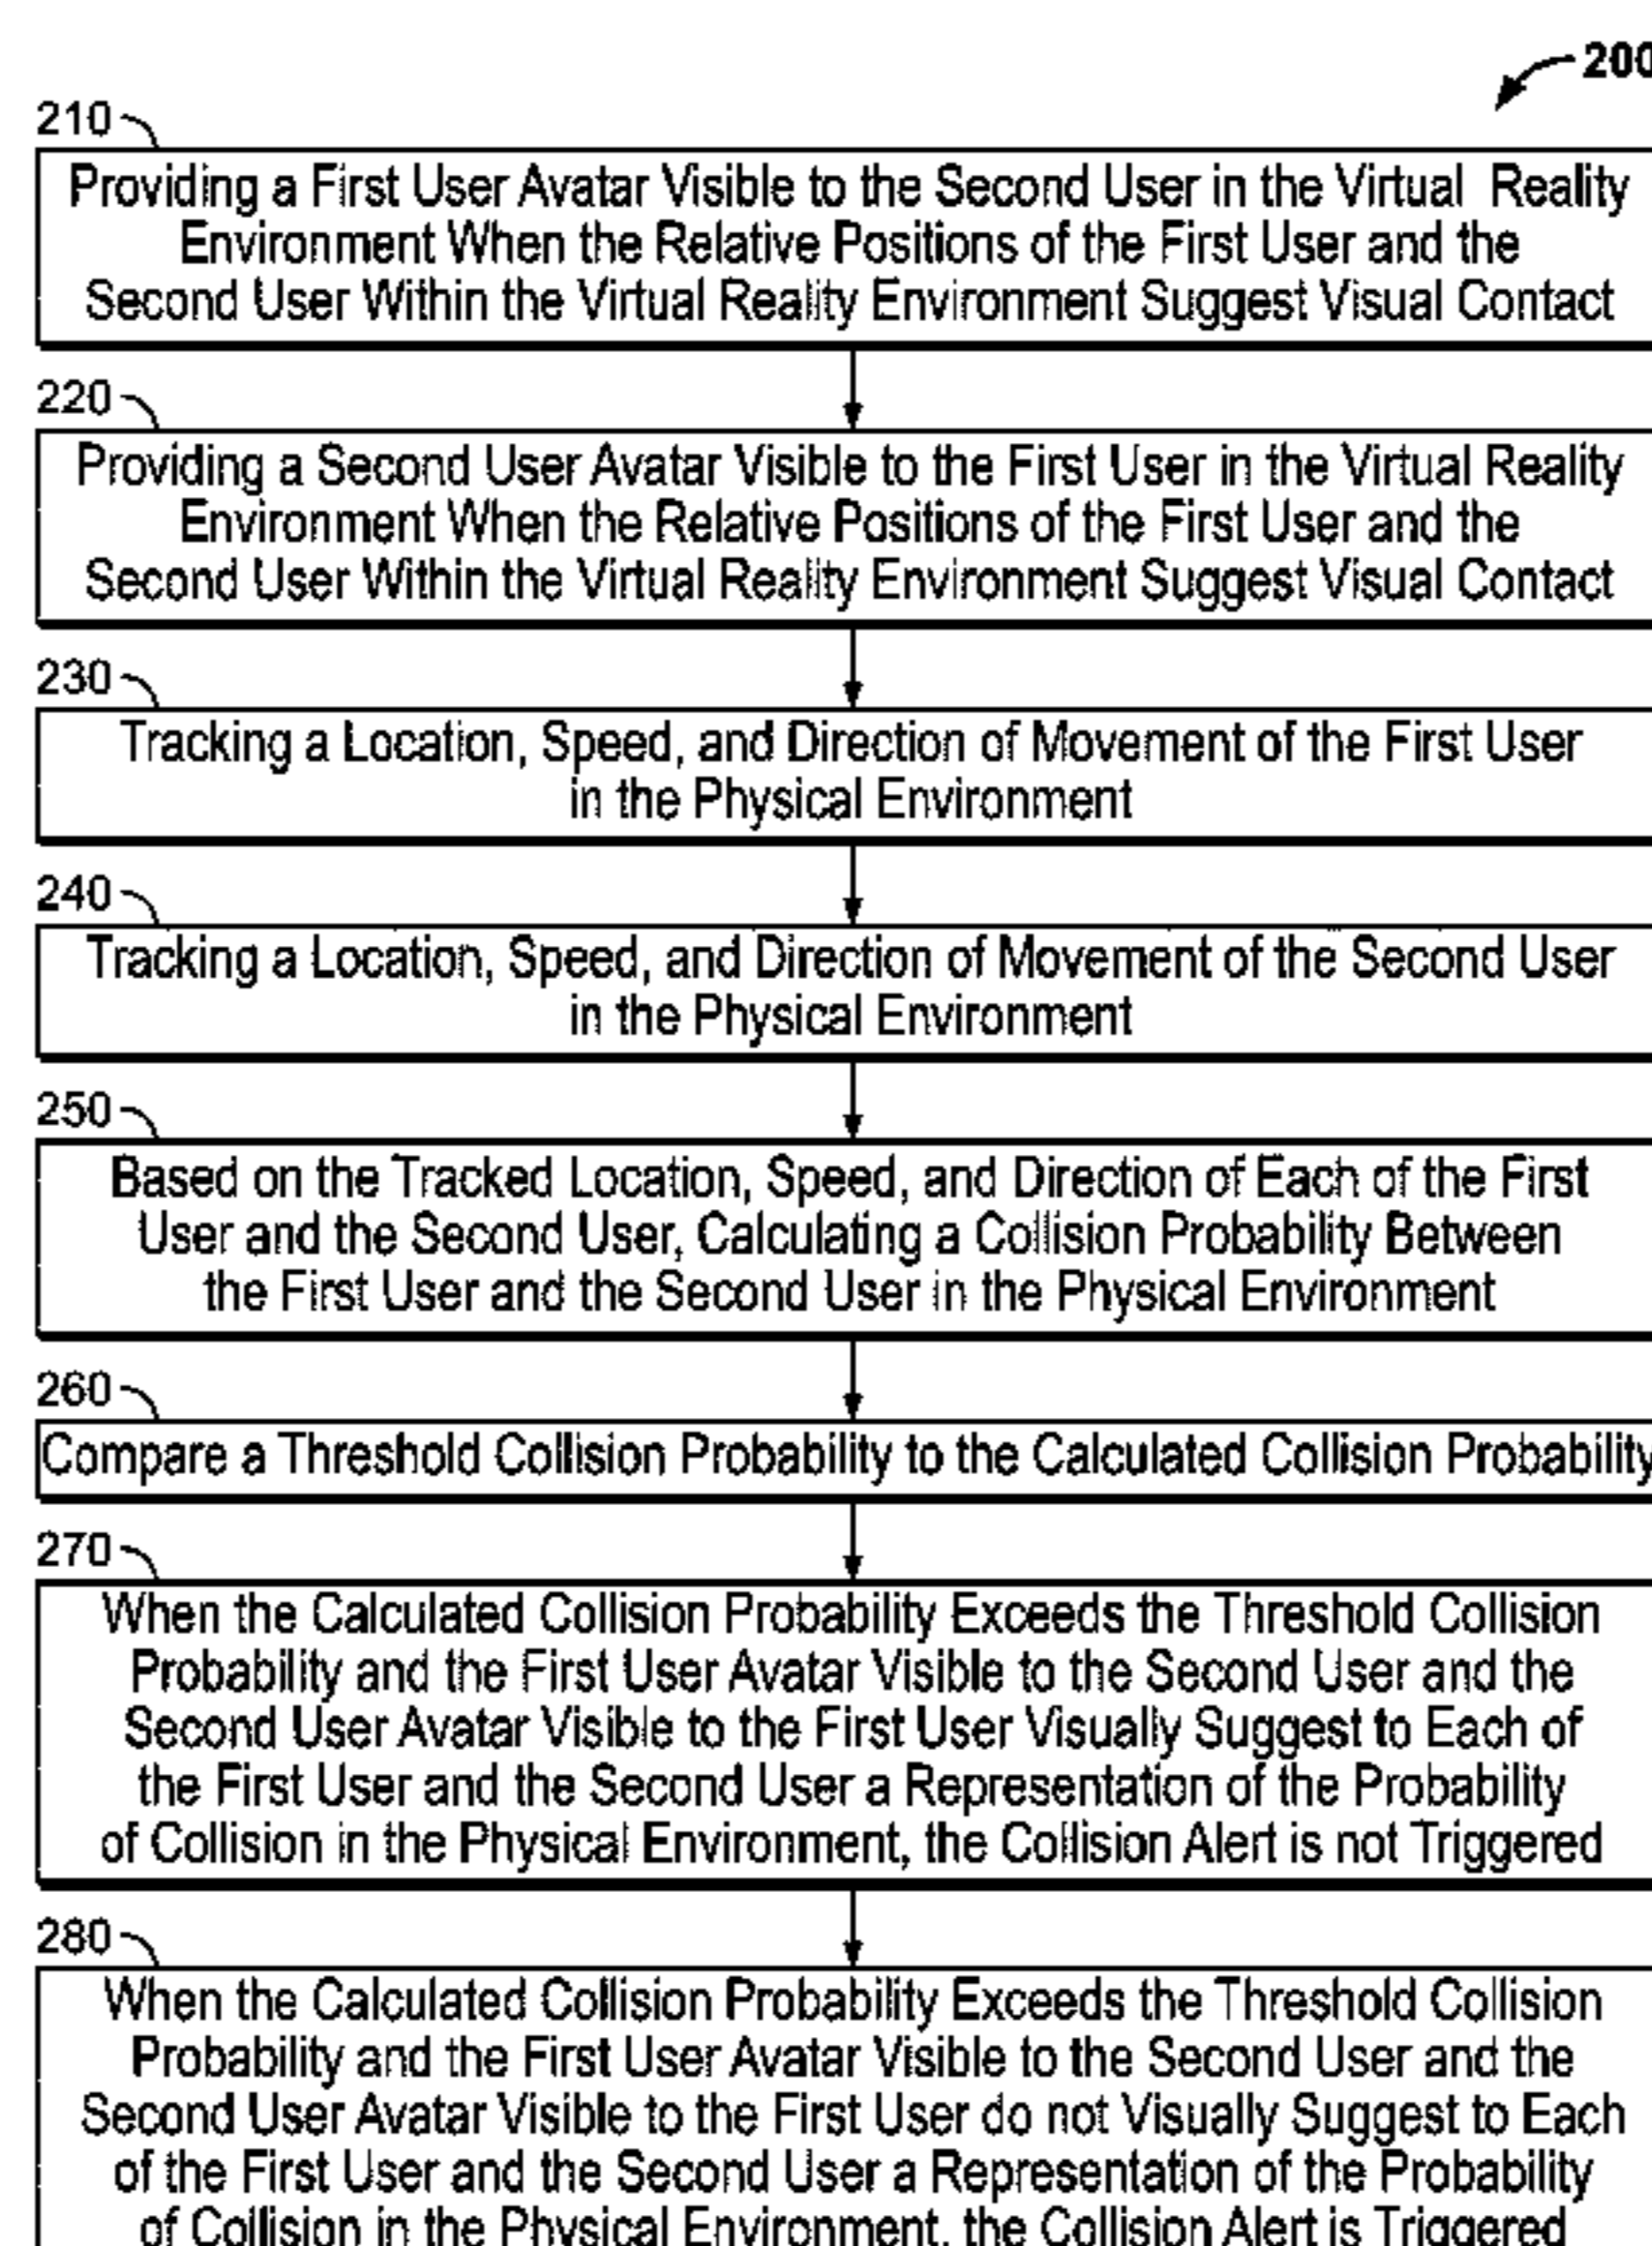 200
210
Providing a First User Avatar Visible to the Second User in the Virtual Reality
Environment When the Relative Positions of the First User and the
Second User Within the Virtual Reality Environment Suggest Visual Contact
220
Providing a Second User Avatar Visible to the First User in the Virtual Reality
Environment When the Relative Positions of the First User and the
Second User Within the Virtual Reality Environment Suggest Visual Contact
230
Tracking a Location, Speed, and Direction of Movement of the First User
in the Physical Environment
240
Tracking a Location, Speed, and Direction of Movement of the Second User
in the Physical Environment
250
Based on the Tracked Location, Speed, and Direction of Each of the First
User and the Second User, Calculating a Collision Probability Between
the First User and the Second User in the Physical Environment
260
Compare a Threshold Collision Probability to the Calculated Collision Probability
270
When the Calculated Collision Probability Exceeds the Threshold Collision
Probability and the First User Avatar Visible to the Second User and the
Second User Avatar Visible to the First User Visually Suggest to Each of
the First User and the Second User a Representation of the Probability
of Collision in the Physical Environment, the Collision Alert is not Triggered
280
When the Calculated Collision Probability Exceeds the Threshold Collision
Probability and the First User Avatar Visible to the Second User and the
Second User Avatar Visible to the First User do not Visually Suggest to Each
of the First User and the Second User a Representation of the Probability
of Collision in the Physical Environment, the Collision Alert is Triggered